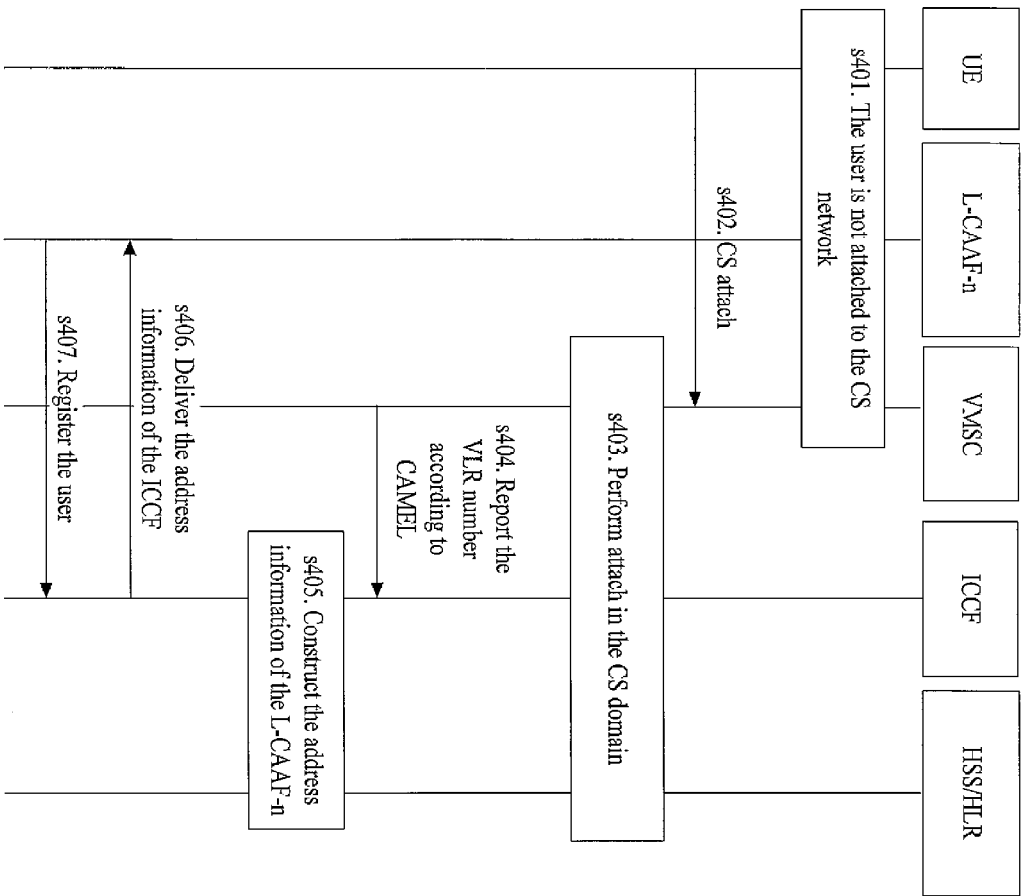 UE
L-CAAF-n
VMSC
ICCF
HSS/HLR
s401. The user is not attached to the CS
network
s402. CS attach
s403. Perform attach in the CS domain
s404. Report the
VLR number
according to
CAMEL
s405. Construct the address
information of the L-CAAF-n
s406. Deliver the address
information of the ICCF
s407. Register the user